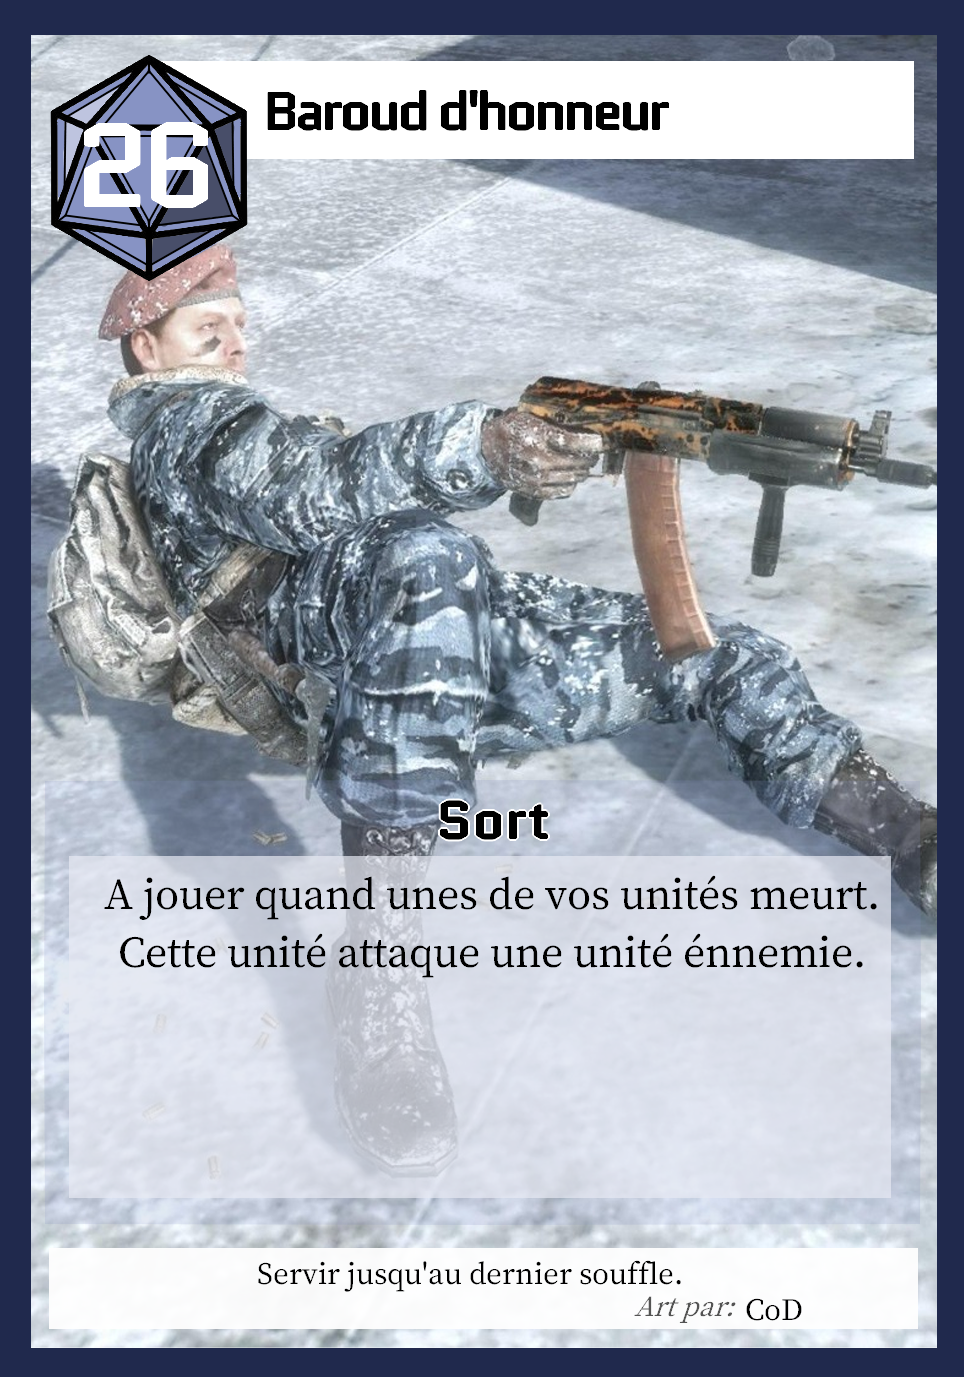 26
Baroud d'honneur
Sort
A jouer quand unes de vos unités meurt.
Cette unité attaque une unité énnemie.
Servir jusqu'au dernier souffle.
Art par: CoD